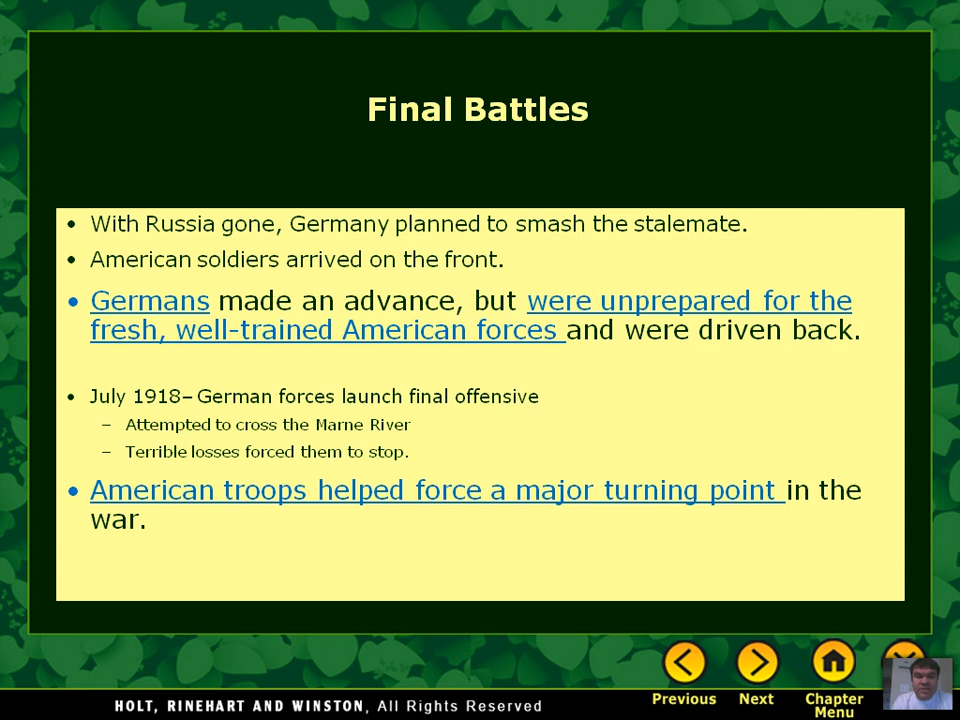 Final Battles
• With Russia gone, Germany planned to smash the stalemate.
• American soldiers arrived on the front.
• Germans made an advance, but were unprepared for the
fresh, well-trained American forces and were driven back.
• July 1918– German forces launch final offensive
– Attempted to cross the Marne River
– Terrible losses forced them to stop.
• American troops helped force a major turning point in the
war.
Previous Next Chapter
Menu
HOLT, RINEHART AND WINSTON, All Rights Reserved